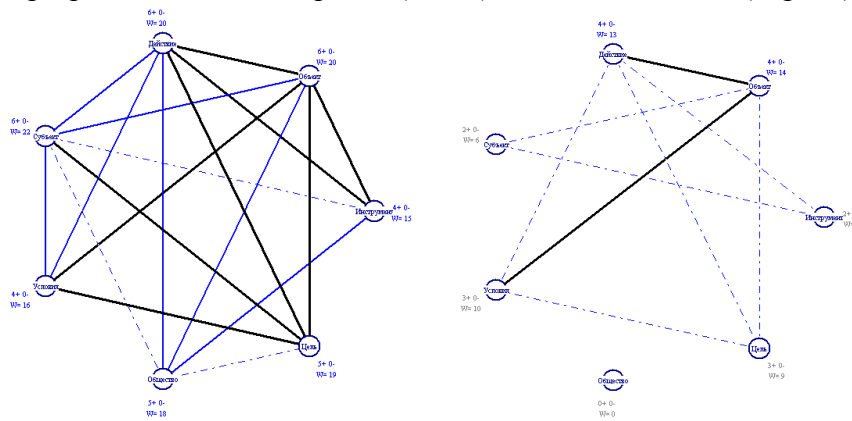 6+ 0-
W= 20
Действие
6+ 0-
W= 20
Объект
6+ 0-
W= 22
Субъект
4+ 0-
W= 15
Инструмент
Условия
4+ 0-
W= 16
Цель
5+ 0-
W= 19
Общество
5+ 0-
W= 18
4+ 0-
W= 13
Действие
4+ 0-
W= 14
Объект
2+ 0-
W= 6
Субъект
2+
W=
Инструмент
Условия
3+ 0-
W= 10
Цель
3+ 0-
W= 9
Общество
0+ 0-
W= 0